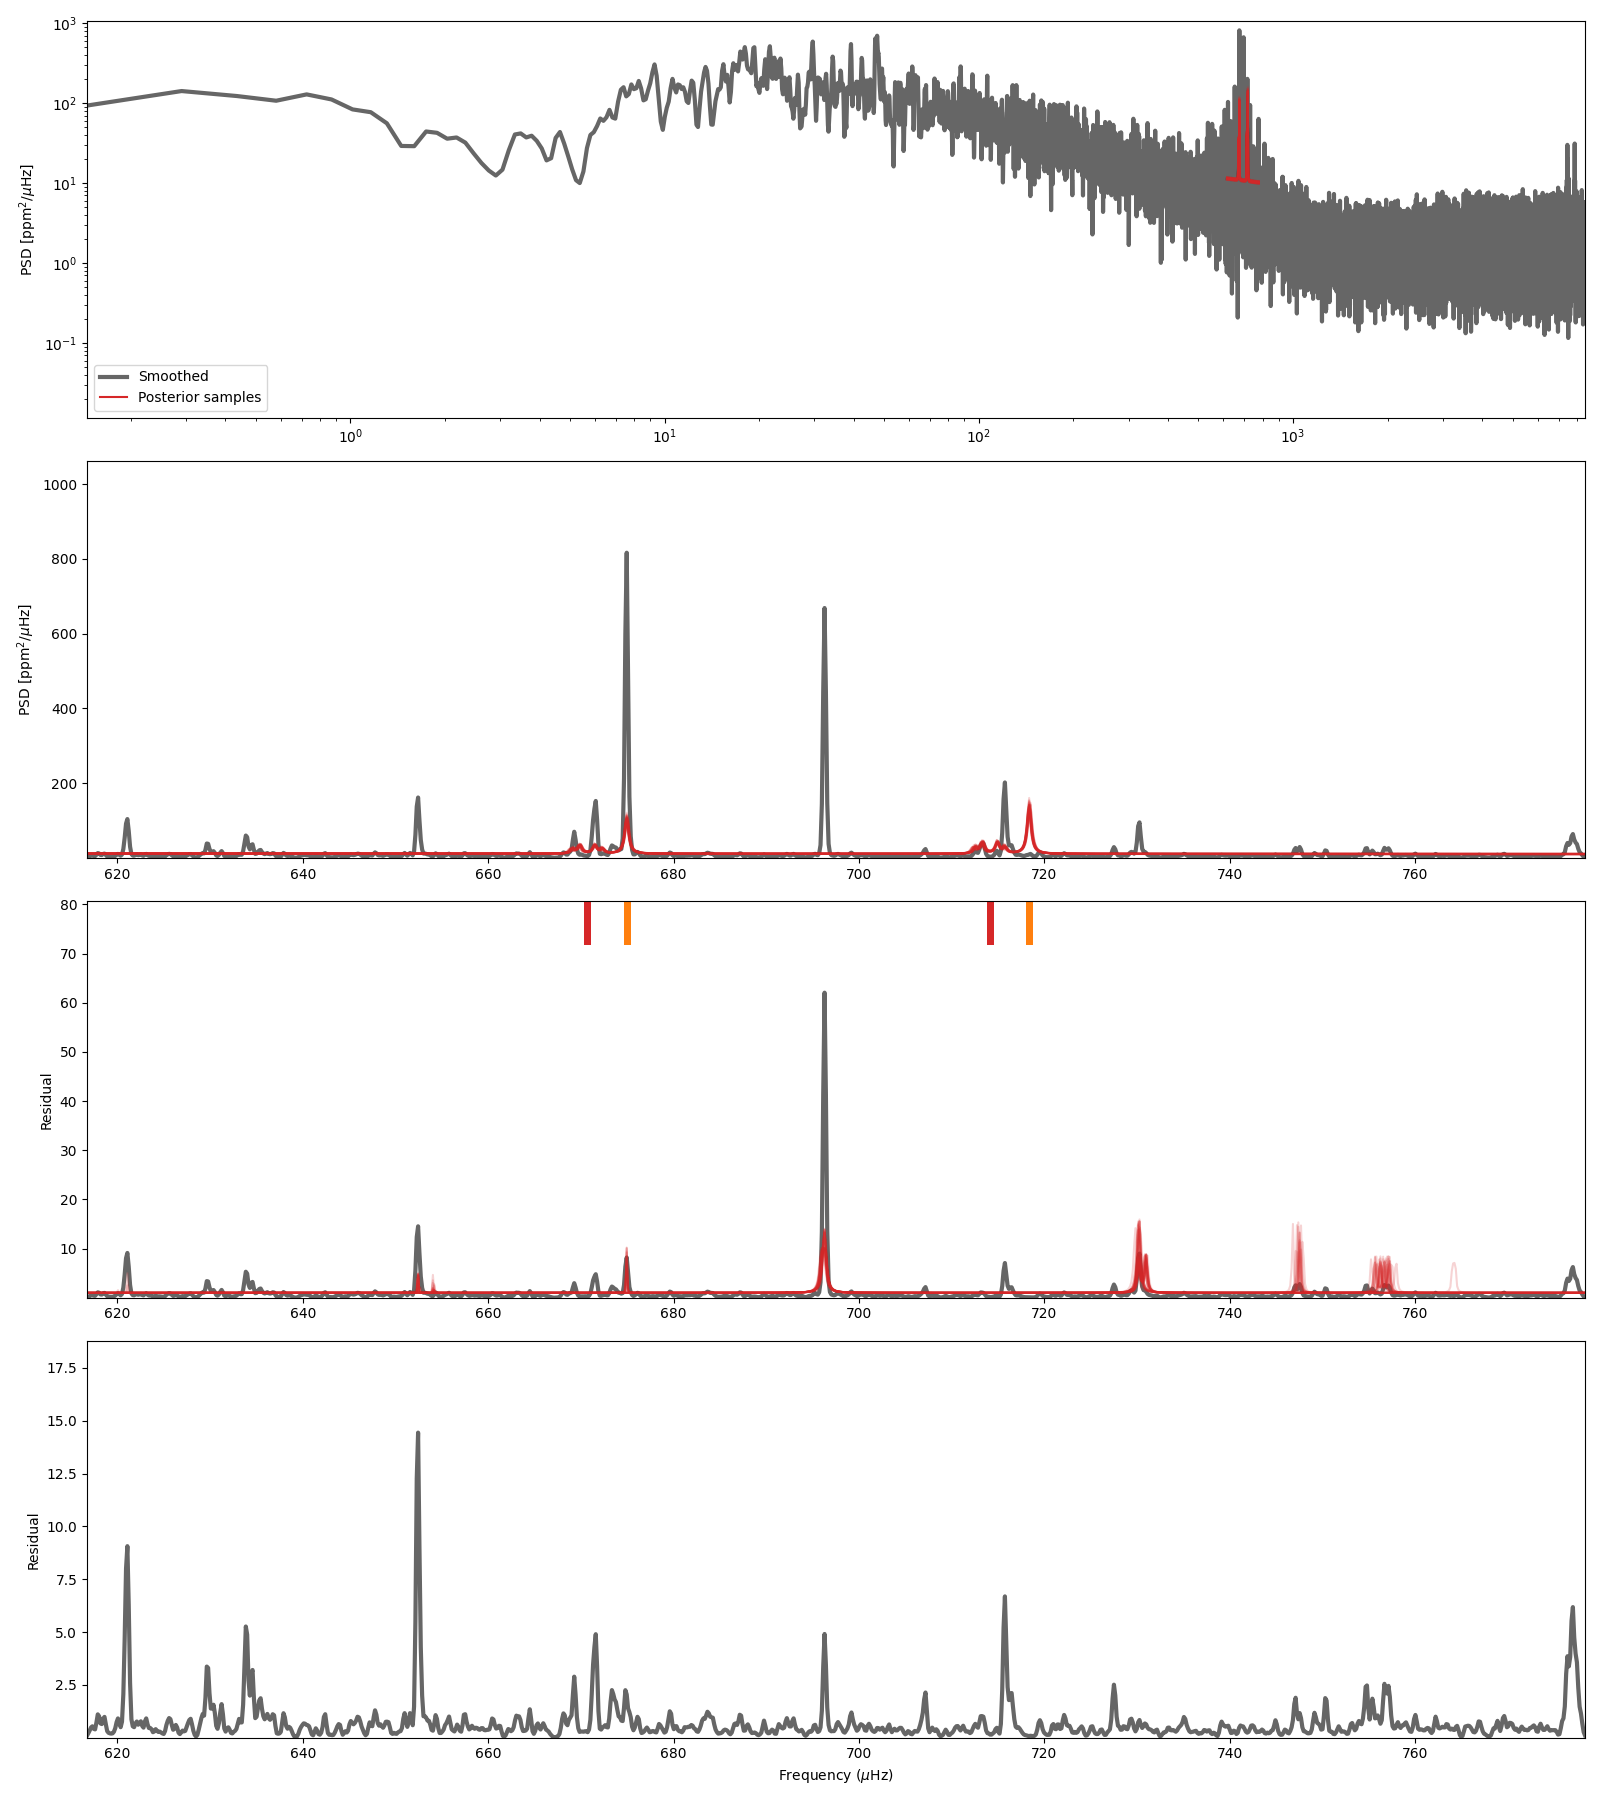 10³
10²
10¹
10⁰
10⁻¹
PSD [ppm²/μHz]
Smoothed
Posterior samples
10⁰ 10¹ 10² 10³
1000
800
600
400
200
PSD [ppm²/μHz]
620 640 660 680 700 720 740 760
80
70
60
50
40
30
20
10
Residual
620 640 660 680 700 720 740 760
17.5
15.0
12.5
10.0
7.5
5.0
2.5
Residual
620 640 660 680 700 720 740 760
Frequency (μHz)